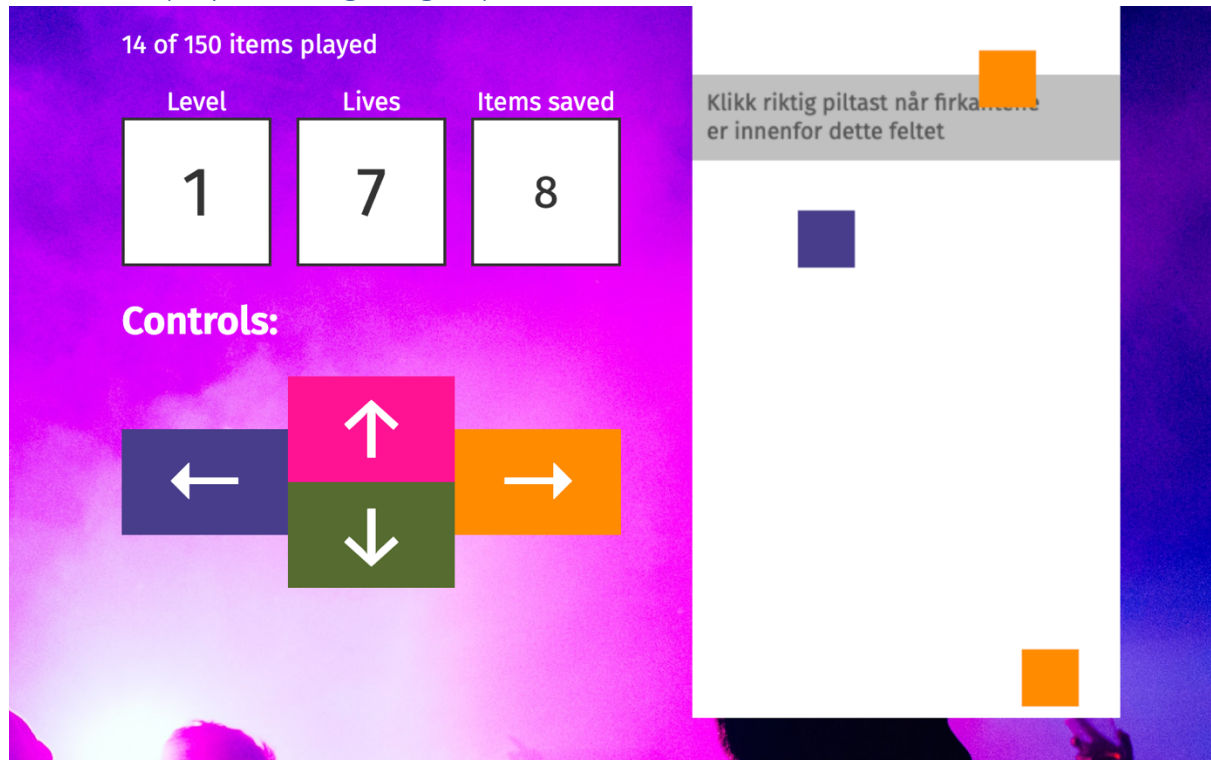 14 of 150 items played
Level Lives Items saved
1 7 8
Controls:
← ↑ → ↓
Klikk riktig piltast når firkantene
er innenfor dette feltet